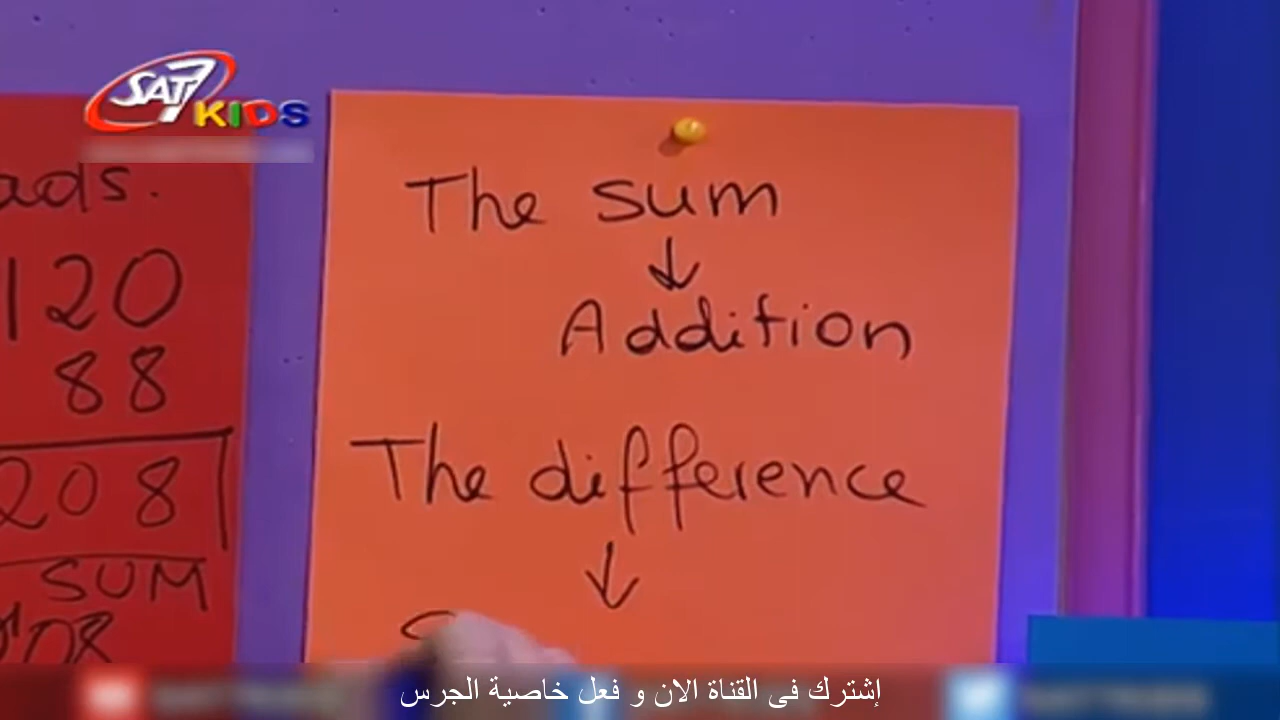 SAT7
KIDS
ads.
120
88
208
SUM
208
The sum
↓
Addition
The difference
↓
S
إشترك فى القناة الان و فعل خاصية الجرس